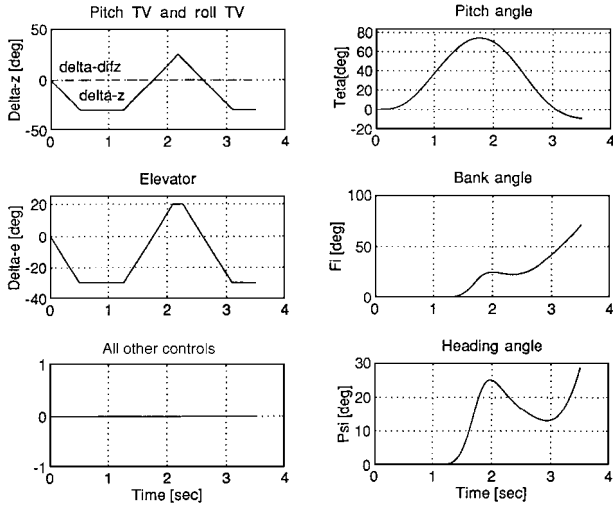 Pitch TV and roll TV
50
0
-50
Delta-z [deg]
delta-difz
delta-z
0 1 2 3 4
Pitch angle
80
60
40
20
0
-20
Teta[deg]
0 1 2 3 4
Elevator
20
0
-20
-40
Delta-e [deg]
0 1 2 3 4
Bank angle
100
50
0
Fi [deg]
0 1 2 3 4
All other controls
1
0
-1
0 1 2 3 4
Time [sec]
Heading angle
30
20
10
0
Psi [deg]
0 1 2 3 4
Time [sec]